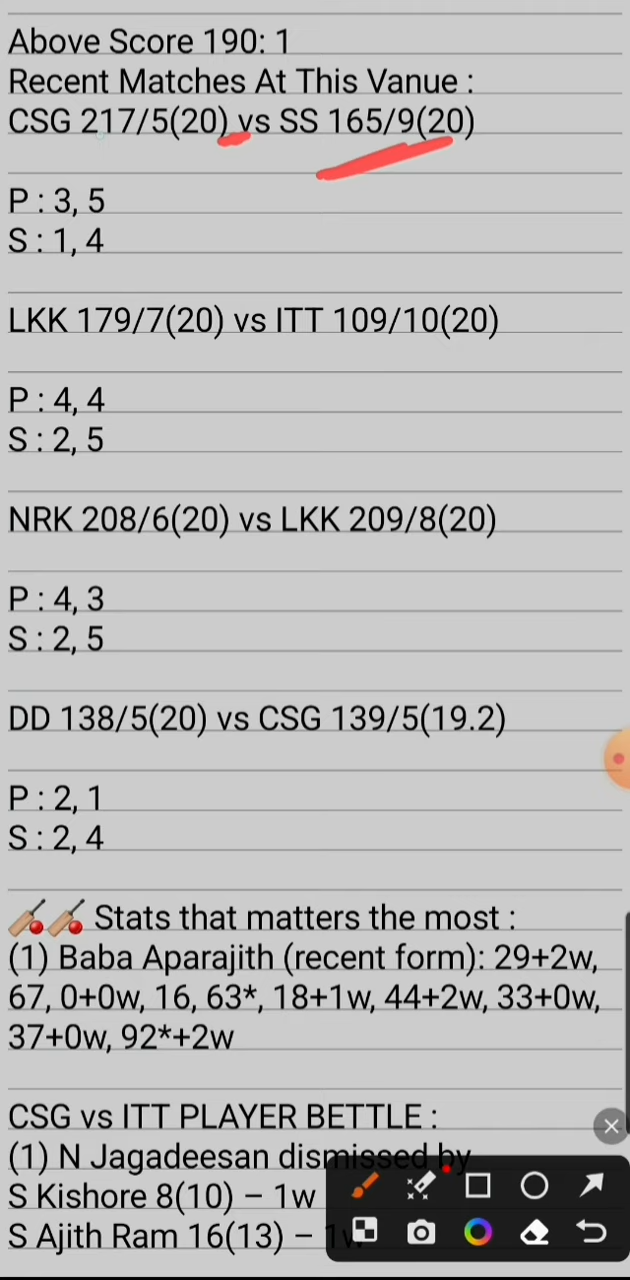 Above Score 190: 1
Recent Matches At This Vanue :
CSG 217/5(20) vs SS 165/9(20)
P : 3, 5
S : 1, 4
LKK 179/7(20) vs ITT 109/10(20)
P : 4, 4
S : 2, 5
NRK 208/6(20) vs LKK 209/8(20)
P : 4, 3
S : 2, 5
DD 138/5(20) vs CSG 139/5(19.2)
P : 2, 1
S : 2, 4
🏏🏏 Stats that matters the most :
(1) Baba Aparajith (recent form): 29+2w,
67, 0+0w, 16, 63*, 18+1w, 44+2w, 33+0w,
37+0w, 92*+2w
CSG vs ITT PLAYER BETTLE :
(1) N Jagadeesan dismissed by
S Kishore 8(10) – 1w
S Ajith Ram 16(13) – 1w